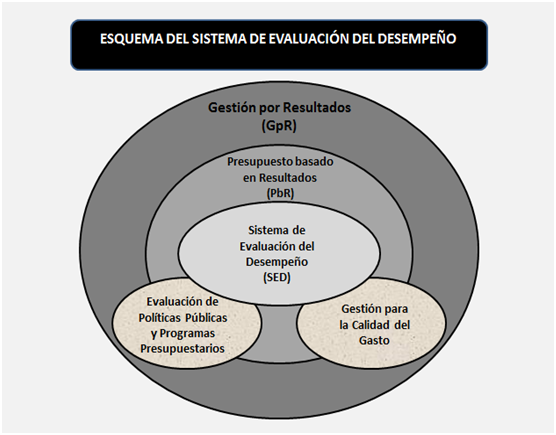 ESQUEMA DEL SISTEMA DE EVALUACIÓN DEL DESEMPEÑO
Gestión por Resultados
(GpR)
Presupuesto basado
en Resultados
(PbR)
Sistema de
Evaluación del
Desempeño
(SED)
Evaluación de
Políticas Públicas
y Programas
Presupuestarios
Gestión para
la Calidad del
Gasto